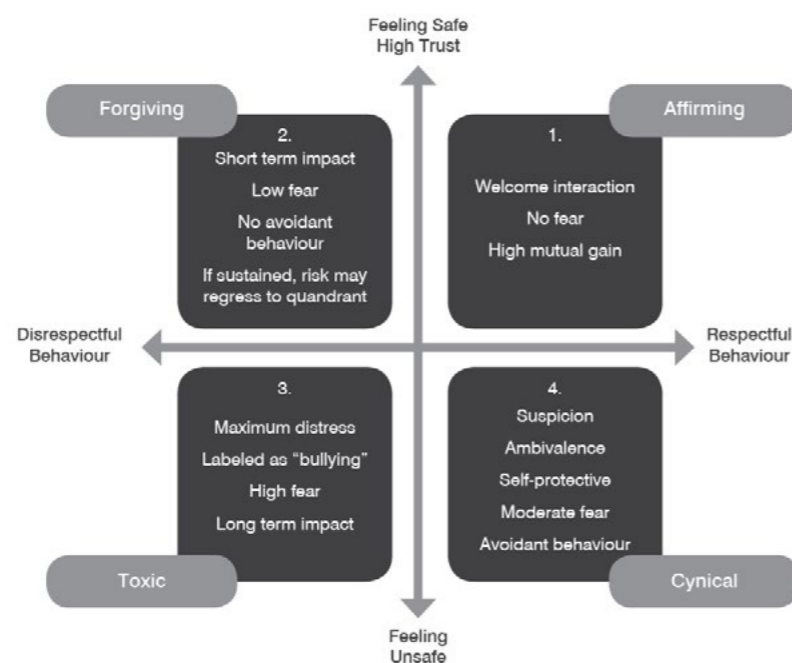 Feeling Safe
High Trust
Forgiving
Affirming
2.
Short term impact
Low fear
No avoidant
behaviour
If sustained, risk may
regress to quandrant
1.
Welcome interaction
No fear
High mutual gain
Disrespectful
Behaviour
Respectful
Behaviour
3.
Maximum distress
Labeled as “bullying”
High fear
Long term impact
4.
Suspicion
Ambivalence
Self-protective
Moderate fear
Avoidant behaviour
Toxic
Cynical
Feeling
Unsafe